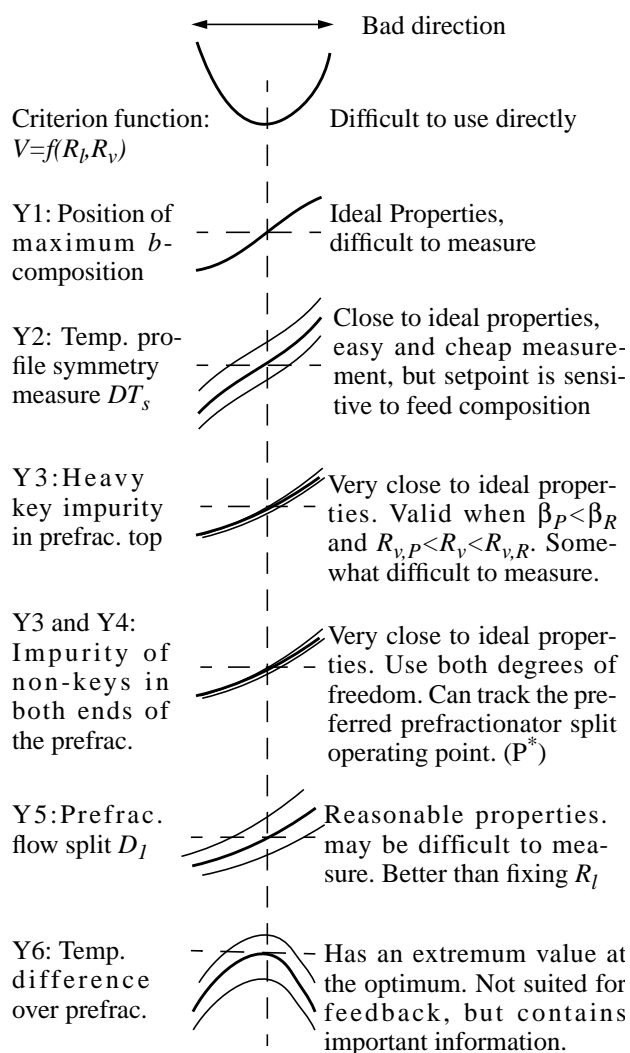 Bad direction
Criterion function:
V=f(R_l,R_v)
Difficult to use directly
Y1: Position of
maximum b-
composition
Ideal Properties,
difficult to measure
Y2: Temp. pro-
file symmetry
measure DT_s
Close to ideal properties,
easy and cheap measure-
ment, but setpoint is sensi-
tive to feed composition
Y3:Heavy
key impurity
in prefrac. top
Very close to ideal proper-
ties. Valid when β_P<β_R
and R_{v,P}<R_v<R_{v,R}. Some-
what difficult to measure.
Y3 and Y4:
Impurity of
non-keys in
both ends of
the prefrac.
Very close to ideal proper-
ties. Use both degrees of
freedom. Can track the pre-
ferred prefractionator split
operating point. (P^*)
Y5:Prefrac.
flow split D_1
Reasonable properties.
may be difficult to mea-
sure. Better than fixing R_l
Y6: Temp.
difference
over prefrac.
Has an extremum value at
the optimum. Not suited for
feedback, but contains
important information.